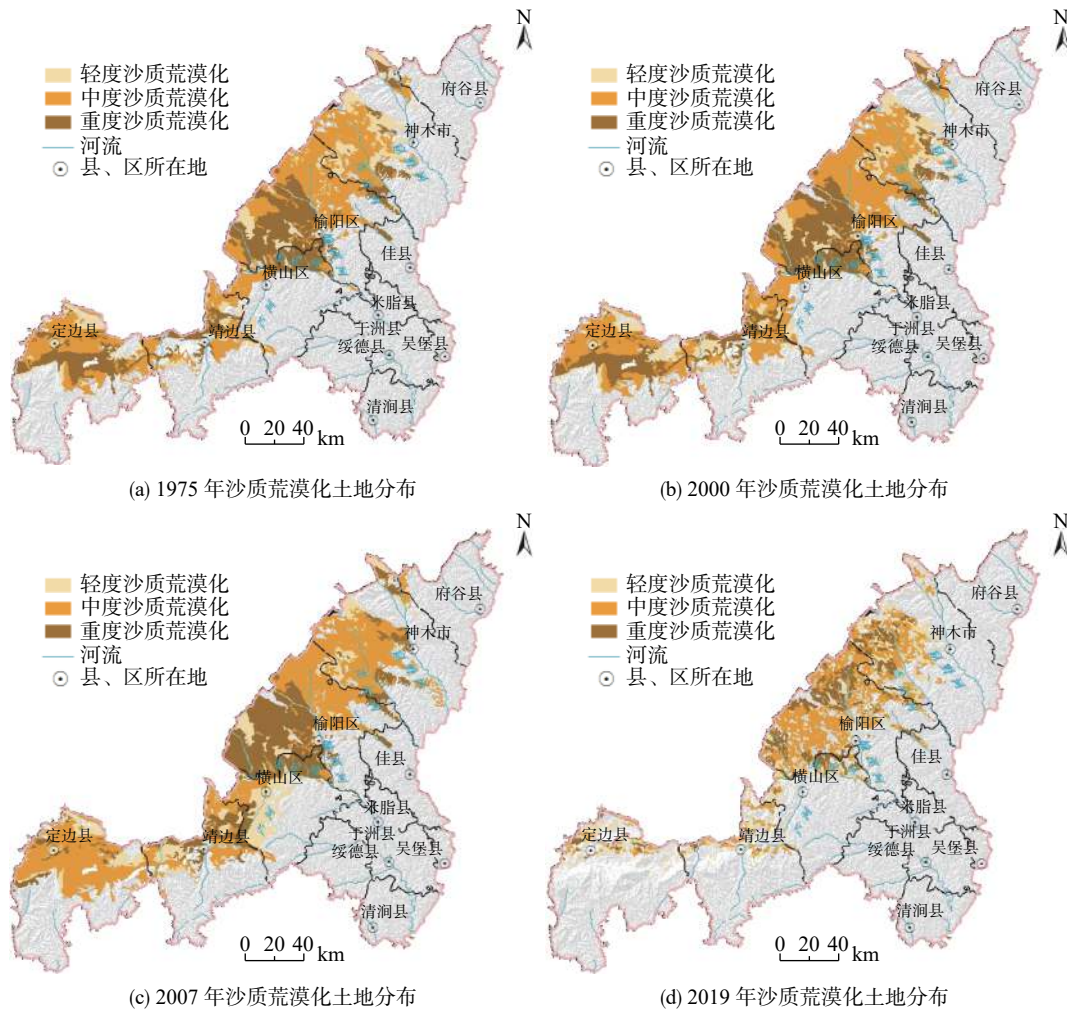 N
轻度沙质荒漠化
中度沙质荒漠化
重度沙质荒漠化
河流
县、区所在地
府谷县
神木市
榆阳区
佳县
横山区
米脂县
定边县
靖边县
于洲县
绥德县
吴堡县
清涧县
0 20 40
km
(a) 1975 年沙质荒漠化土地分布
N
轻度沙质荒漠化
中度沙质荒漠化
重度沙质荒漠化
河流
县、区所在地
府谷县
神木市
榆阳区
佳县
横山区
米脂县
定边县
靖边县
于洲县
绥德县
吴堡县
清涧县
0 20 40
km
(b) 2000 年沙质荒漠化土地分布
N
轻度沙质荒漠化
中度沙质荒漠化
重度沙质荒漠化
河流
县、区所在地
府谷县
神木市
榆阳区
佳县
横山区
米脂县
定边县
靖边县
于洲县
绥德县
吴堡县
清涧县
0 20 40
km
(c) 2007 年沙质荒漠化土地分布
N
轻度沙质荒漠化
中度沙质荒漠化
重度沙质荒漠化
河流
县、区所在地
府谷县
神木市
榆阳区
佳县
横山区
米脂县
定边县
靖边县
于洲县
绥德县
吴堡县
清涧县
0 20 40
km
(d) 2019 年沙质荒漠化土地分布